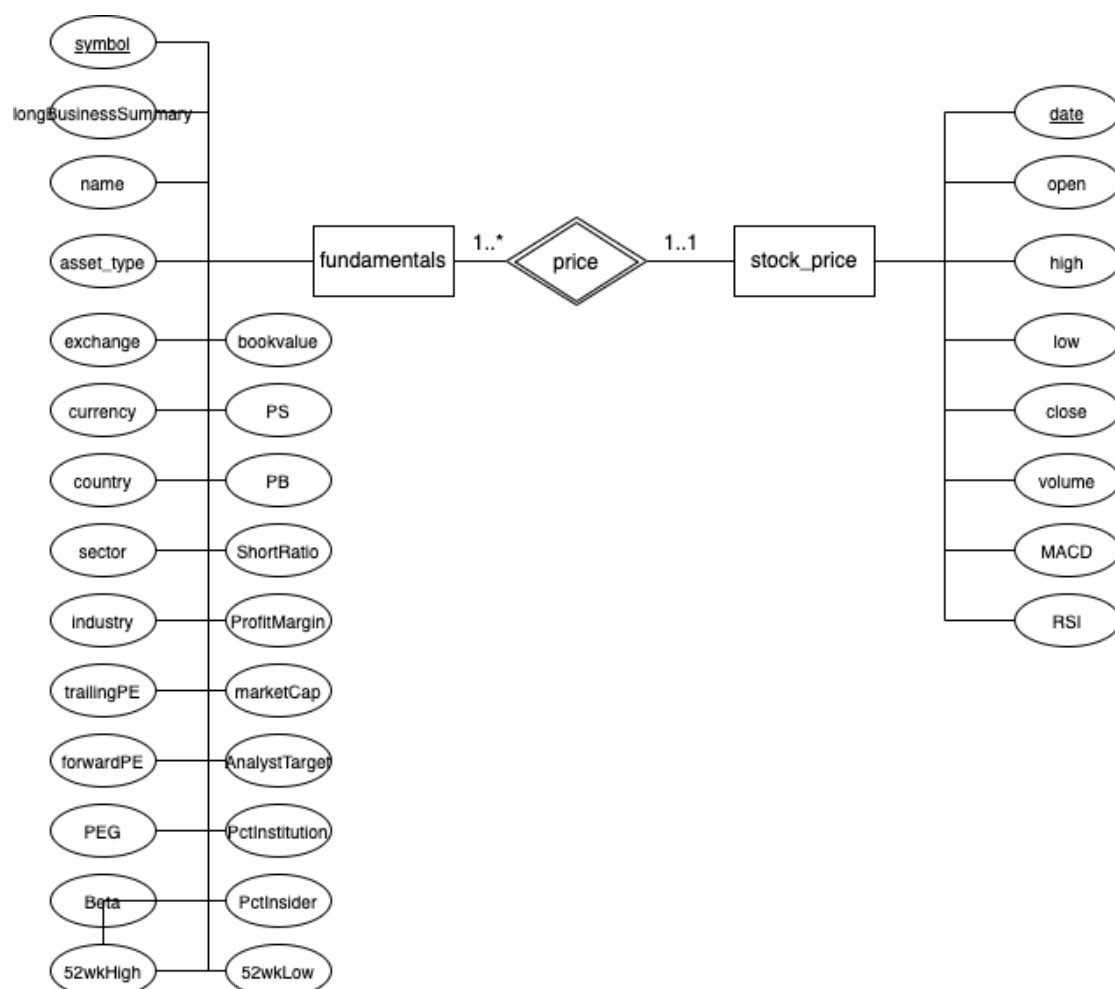 symbol
longBusinessSummary
name
asset_type
exchange
currency
country
sector
industry
trailingPE
forwardPE
PEG
Beta
52wkHigh
bookvalue
PS
PB
ShortRatio
ProfitMargin
marketCap
AnalystTarget
PctInstitution
PctInsider
52wkLow
fundamentals
1..*
price
1..1
stock_price
date
open
high
low
close
volume
MACD
RSI